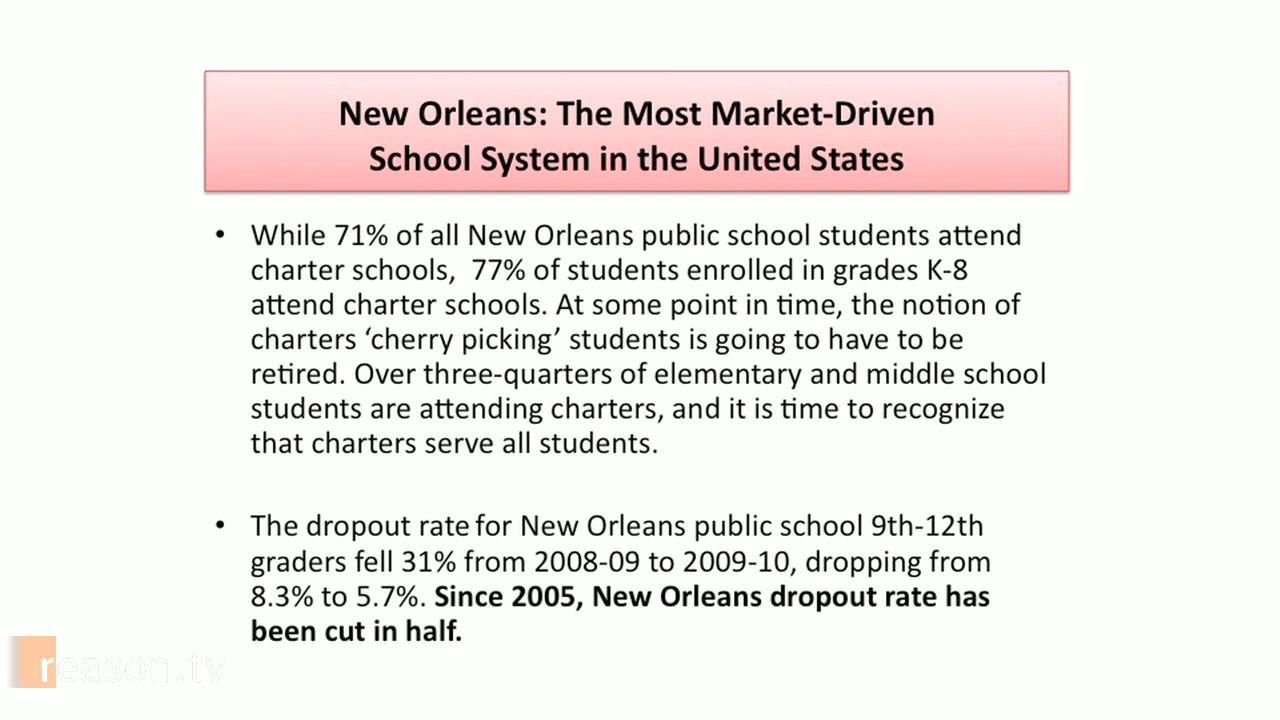 New Orleans: The Most Market-Driven
School System in the United States
• While 71% of all New Orleans public school students attend
charter schools,  77% of students enrolled in grades K-8
attend charter schools. At some point in time, the notion of
charters ‘cherry picking’ students is going to have to be
retired. Over three-quarters of elementary and middle school
students are attending charters, and it is time to recognize
that charters serve all students.
• The dropout rate for New Orleans public school 9th-12th
graders fell 31% from 2008-09 to 2009-10, dropping from
8.3% to 5.7%. Since 2005, New Orleans dropout rate has
been cut in half.
reason.tv